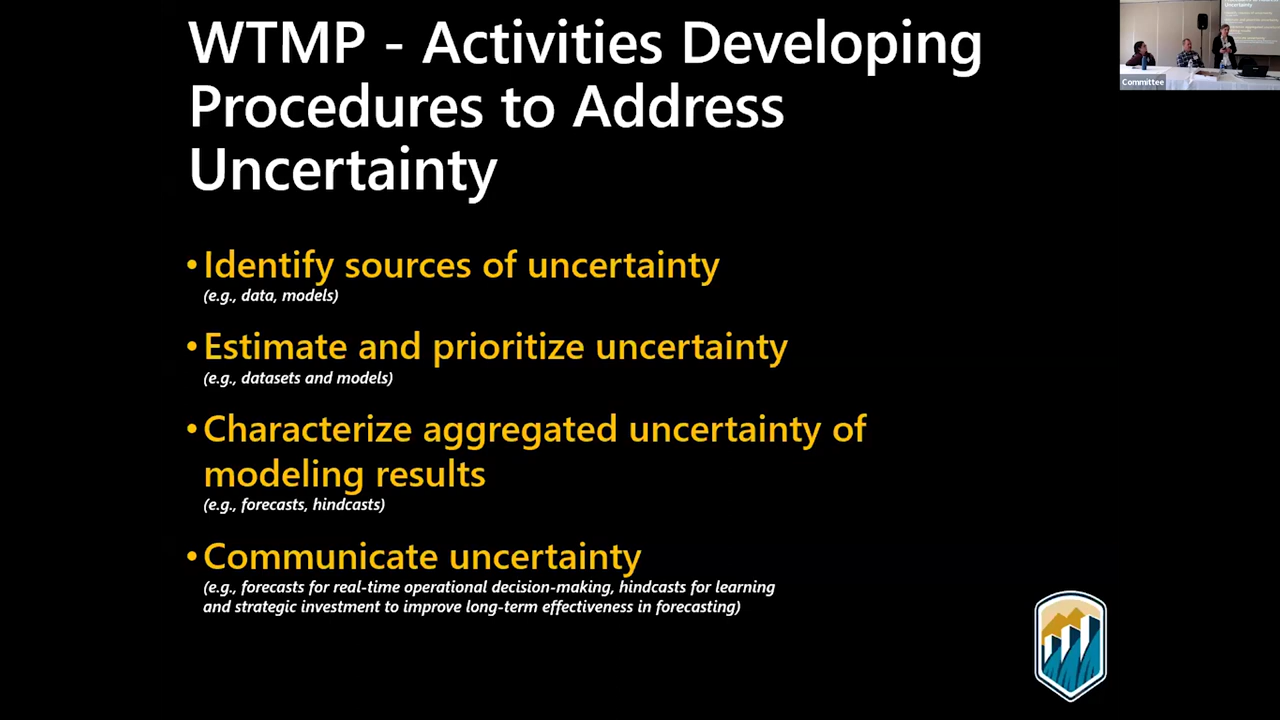 WTMP - Activities Developing
Procedures to Address
Uncertainty
• Identify sources of uncertainty
(e.g., data, models)
• Estimate and prioritize uncertainty
(e.g., datasets and models)
• Characterize aggregated uncertainty of
modeling results
(e.g., forecasts, hindcasts)
• Communicate uncertainty
(e.g., forecasts for real-time operational decision-making, hindcasts for learning
and strategic investment to improve long-term effectiveness in forecasting)
Uncertainty
Committee